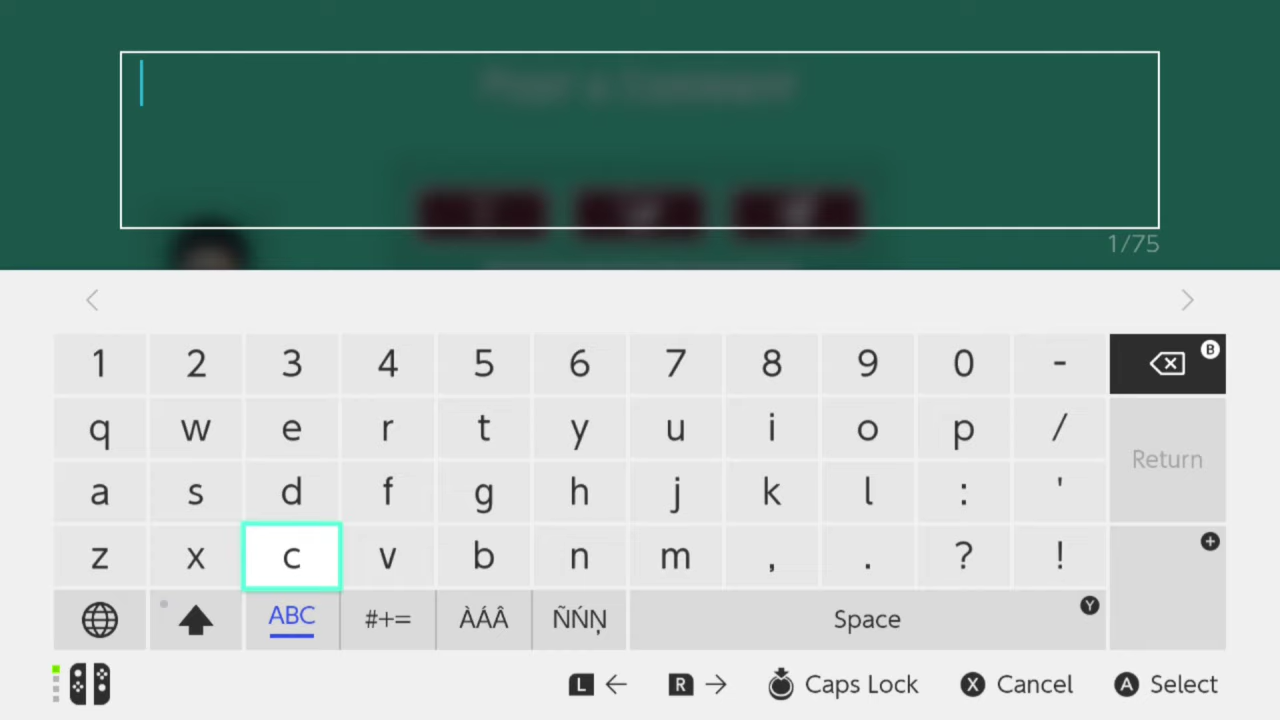 1/75
1 2 3 4 5 6 7 8 9 0 - B
q w e r t y u i o p /
Return
a s d f g h j k l : '
z x c v b n m , . ? ! +
ABC #+= ÀÁÂ ÑŃŅ Space Y
L ← R → Caps Lock X Cancel A Select